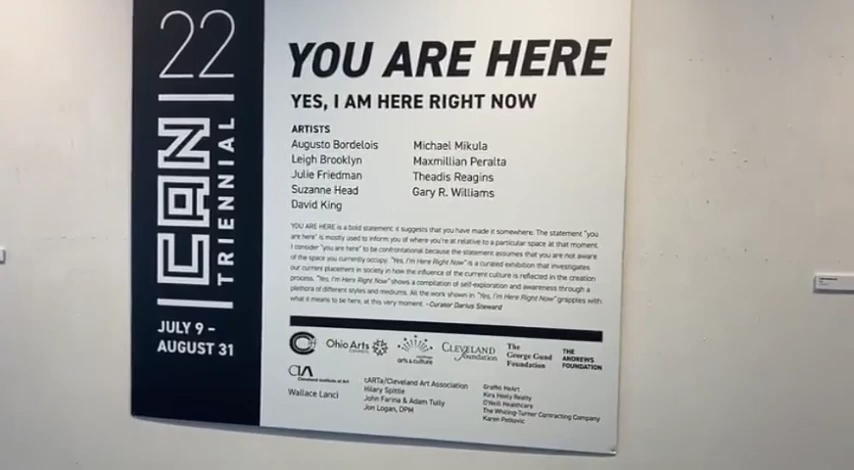 22
CAN
TRIENNIAL
JULY 9 –
AUGUST 31
YOU ARE HERE
YES, I AM HERE RIGHT NOW
ARTISTS
Augusto Bordelois
Leigh Brooklyn
Julie Friedman
Suzanne Head
David King
Michael Mikula
Maxmillian Peralta
Theadis Reagins
Gary R. Williams
YOU ARE HERE is a bold statement; it suggests that you have made it somewhere. The statement "you
are here" is mostly used to inform you of where you're at relative to a particular space at that moment.
I consider "you are here" to be confrontational because the statement assumes that you are not aware
of the space you currently occupy. "Yes, I'm Here Right Now" is a curated exhibition that investigates
our current placement in society in how the influence of the current culture is reflected in the creation
process. "Yes, I'm Here Right Now" shows a compilation of self-exploration and awareness through a
plethora of different styles and mediums. All the work shown in "Yes, I'm Here Right Now" grapples with
what it means to be here, at this very moment. -Curator Darius Steward
Ohio Arts
COUNCIL
arts & culture
CLEVELAND
foundation
The
George Gund
Foundation
THE
ANDREWS
FOUNDATION
CIA
Cleveland Institute of Art
Wallace Lanci
cARTa/Cleveland Art Association
Hilary Spittle
John Farina & Adam Tully
Jon Logan, DPM
Graffiti HeArt
Kira Heely Realty
O'Neill Healthcare
The Whiting-Turner Contracting Company
Karen Petkovic